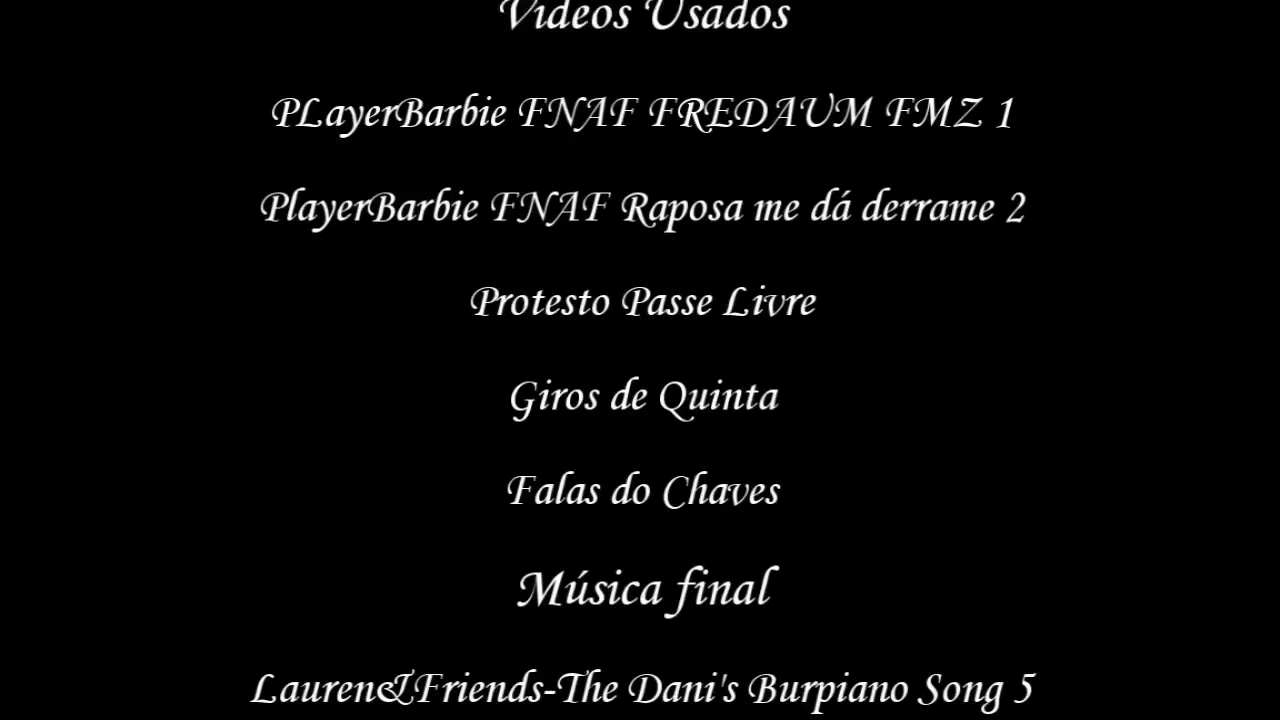 Vídeos Usados
PLayerBarbie FNAF FREDAUM FMZ 1
PlayerBarbie FNAF Raposa me dá derrame 2
Protesto Passe Livre
Giros de Quinta
Falas do Chaves
Música final
Lauren&Friends-The Dani's Burpiano Song 5